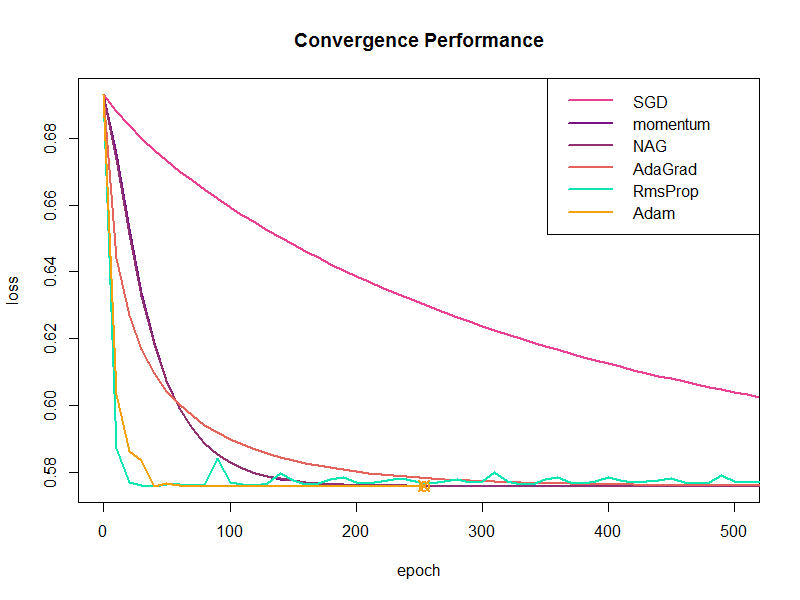 Convergence Performance
SGD
momentum
NAG
AdaGrad
RmsProp
Adam
0.68
0.66
0.64
0.62
0.60
0.58
loss
0 100 200 300 400 500
epoch